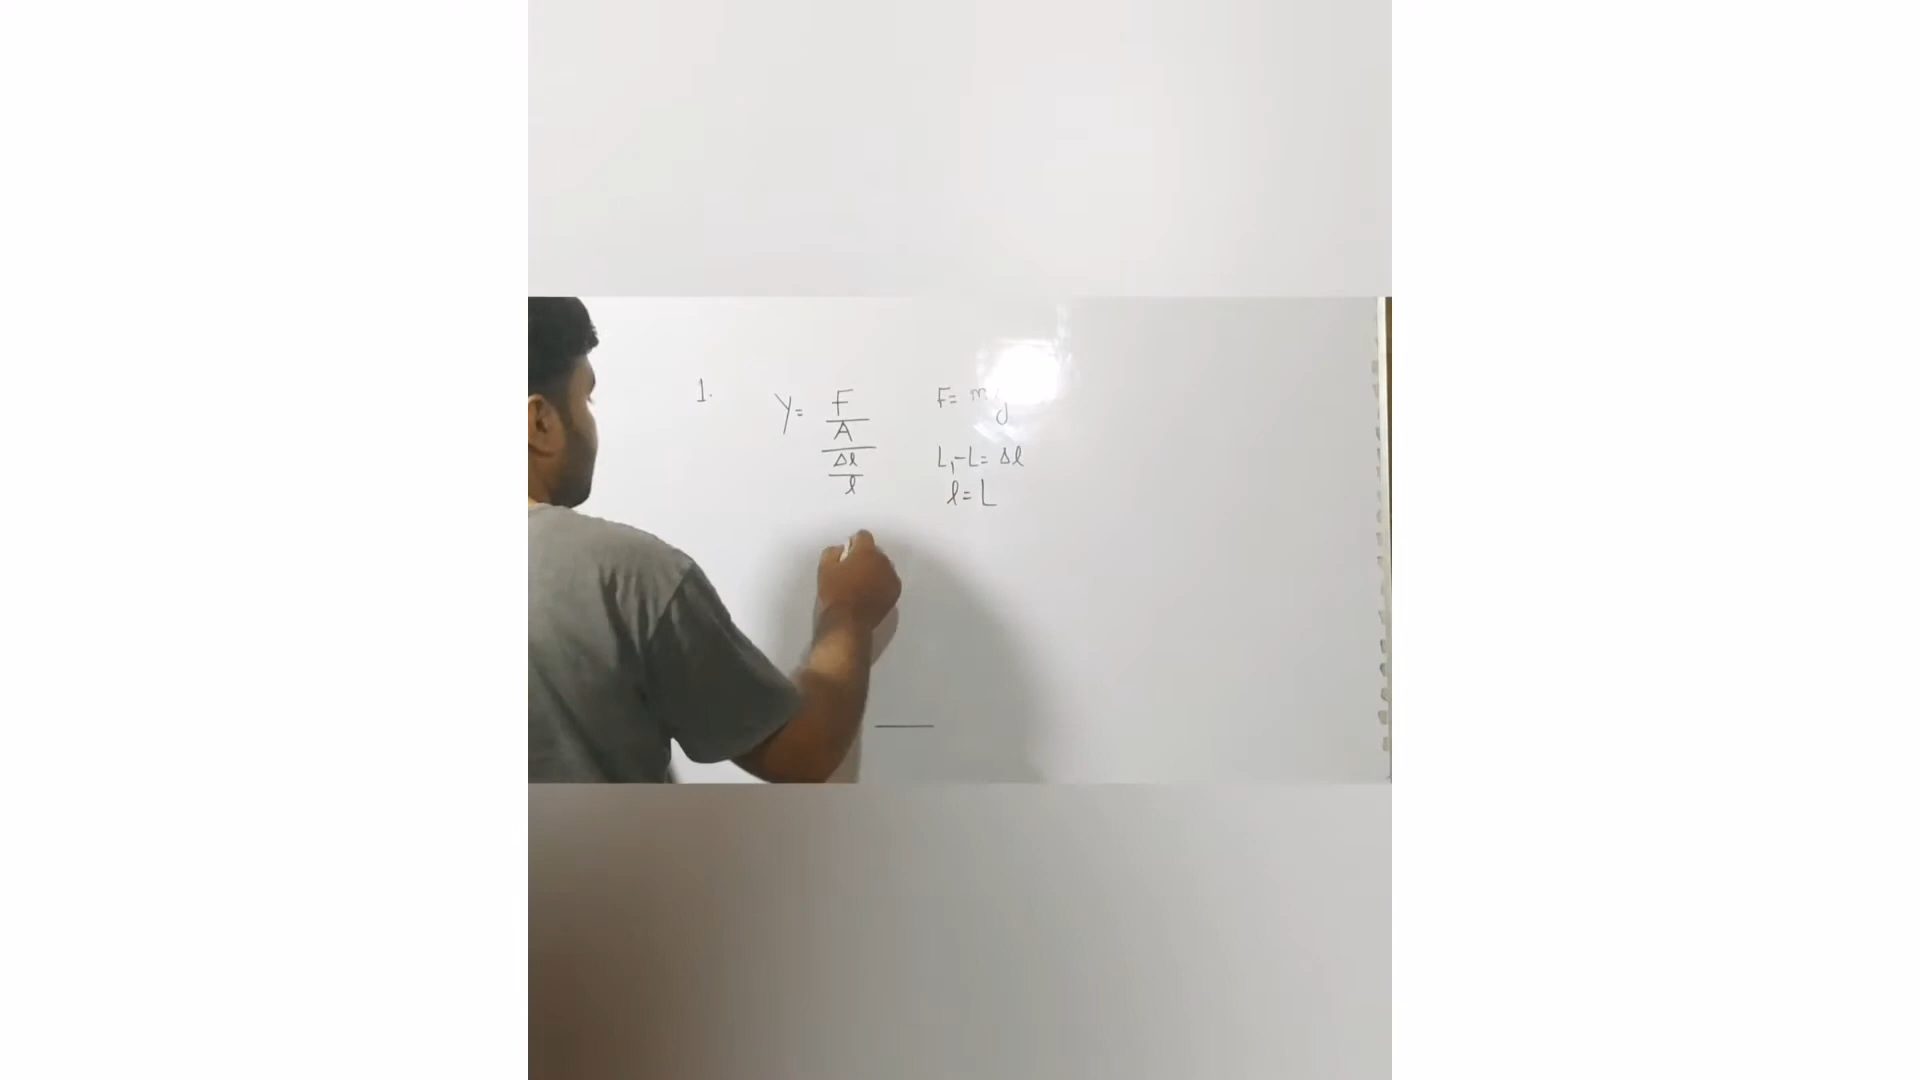 1. Y = F/A / Δl/l
F = mg
L₁-L = Δl
l = L